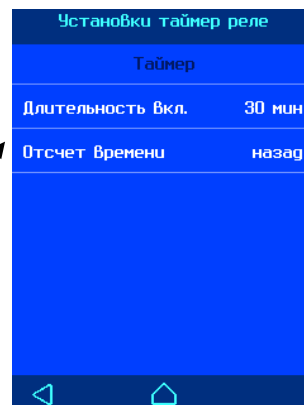 Установки таймер реле
Таймер
Длительность Вкл. 30 мин
Отсчет Времени назад